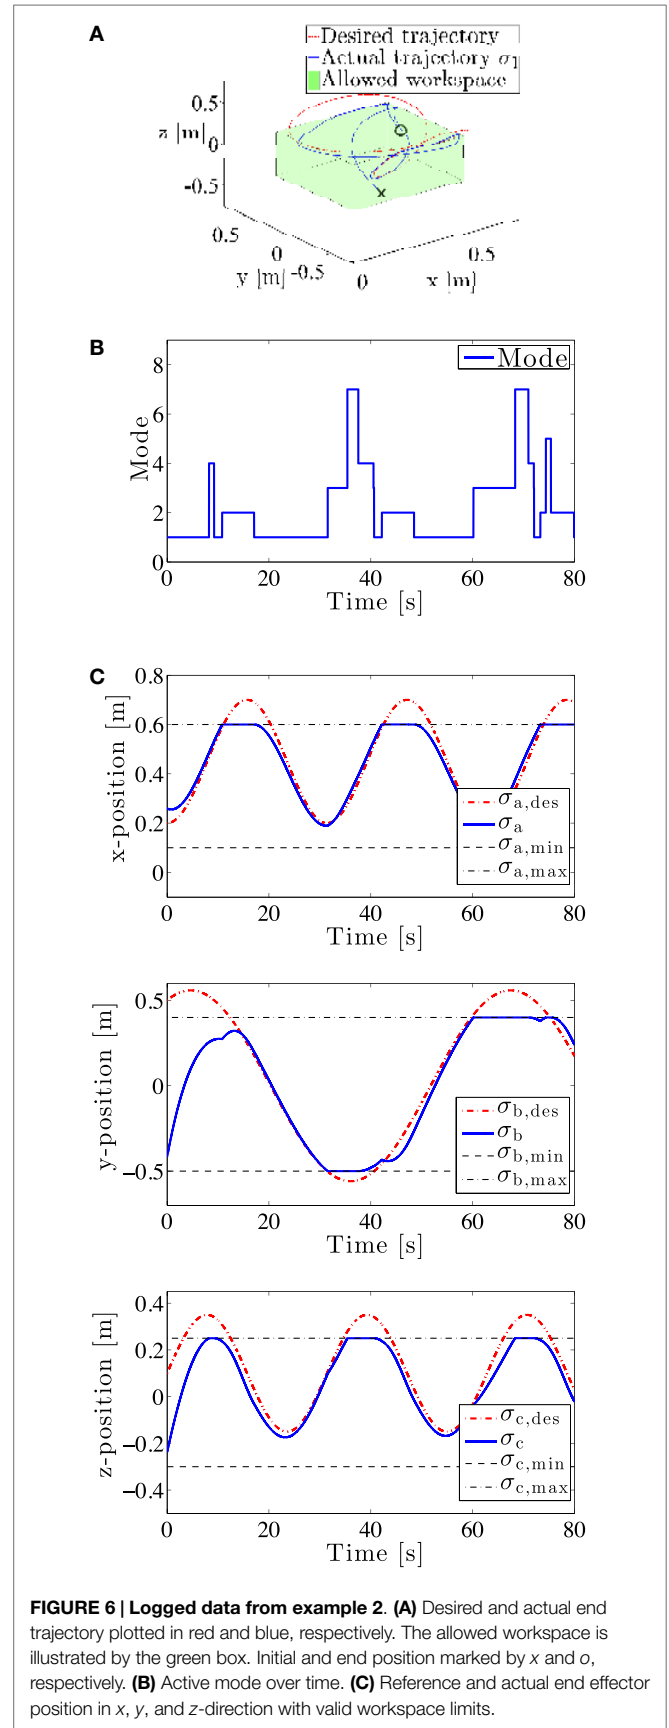 A
Desired trajectory
Actual trajectory σ1
Allowed workspace
0.5
z [m]
0
-0.5
0.5
0
y [m]
-0.5
0
x [m]
0.5
B
Mode
8
6
4
2
0
Mode
0 20 40 60 80
Time [s]
C
0.8
0.6
0.4
0.2
0
x-position [m]
σa,des
σa
σa,min
σa,max
0 20 40 60 80
Time [s]
0.5
0
−0.5
y-position [m]
σb,des
σb
σb,min
σb,max
0 20 40 60 80
Time [s]
0.4
0.2
0
−0.2
−0.4
z-position [m]
σc,des
σc
σc,min
σc,max
0 20 40 60 80
Time [s]
FIGURE 6 | Logged data from example 2. (A) Desired and actual end
trajectory plotted in red and blue, respectively. The allowed workspace is
illustrated by the green box. Initial and end position marked by x and o,
respectively. (B) Active mode over time. (C) Reference and actual end effector
position in x, y, and z-direction with valid workspace limits.